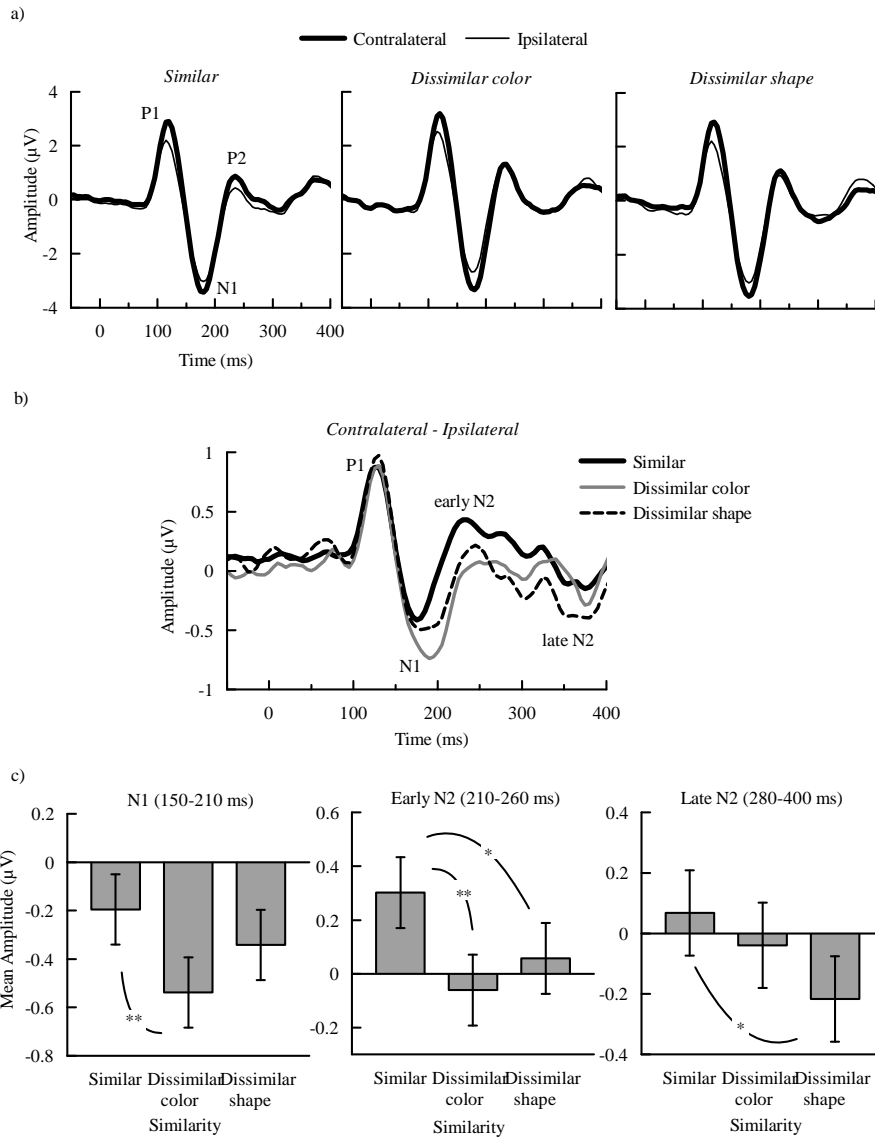 a)
Contralateral Ipsilateral
Similar Dissimilar color Dissimilar shape
4
2
0
-2
-4
Amplitude (µV)
P1
P2
N1
0 100 200 300 400
Time (ms)
b)
Contralateral - Ipsilateral
1
0.5
0
-0.5
-1
Amplitude (µV)
P1
early N2
N1
late N2
Similar
Dissimilar color
Dissimilar shape
0 100 200 300 400
Time (ms)
c)
N1 (150-210 ms)
0.2
0
-0.2
-0.4
-0.6
-0.8
Mean Amplitude (µV)
**
Similar Dissimilar Dissimilar
color shape
Similarity
Early N2 (210-260 ms)
0.6
0.4
0.2
0
-0.2
*
**
Similar Dissimilar Dissimilar
color shape
Similarity
Late N2 (280-400 ms)
0.4
0.2
0
-0.2
-0.4
*
Similar Dissimilar Dissimilar
color shape
Similarity